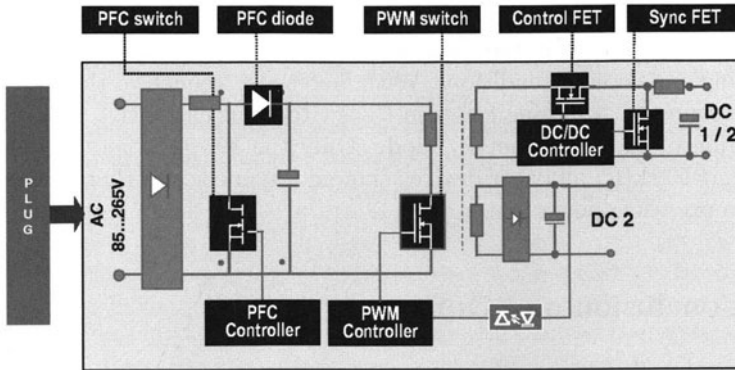 PFC switch
PFC diode
PWM switch
Control FET
Sync FET
PLUG
AC
85...265V
DC/DC
Controller
DC
1 / 2
DC 2
PFC
Controller
PWM
Controller